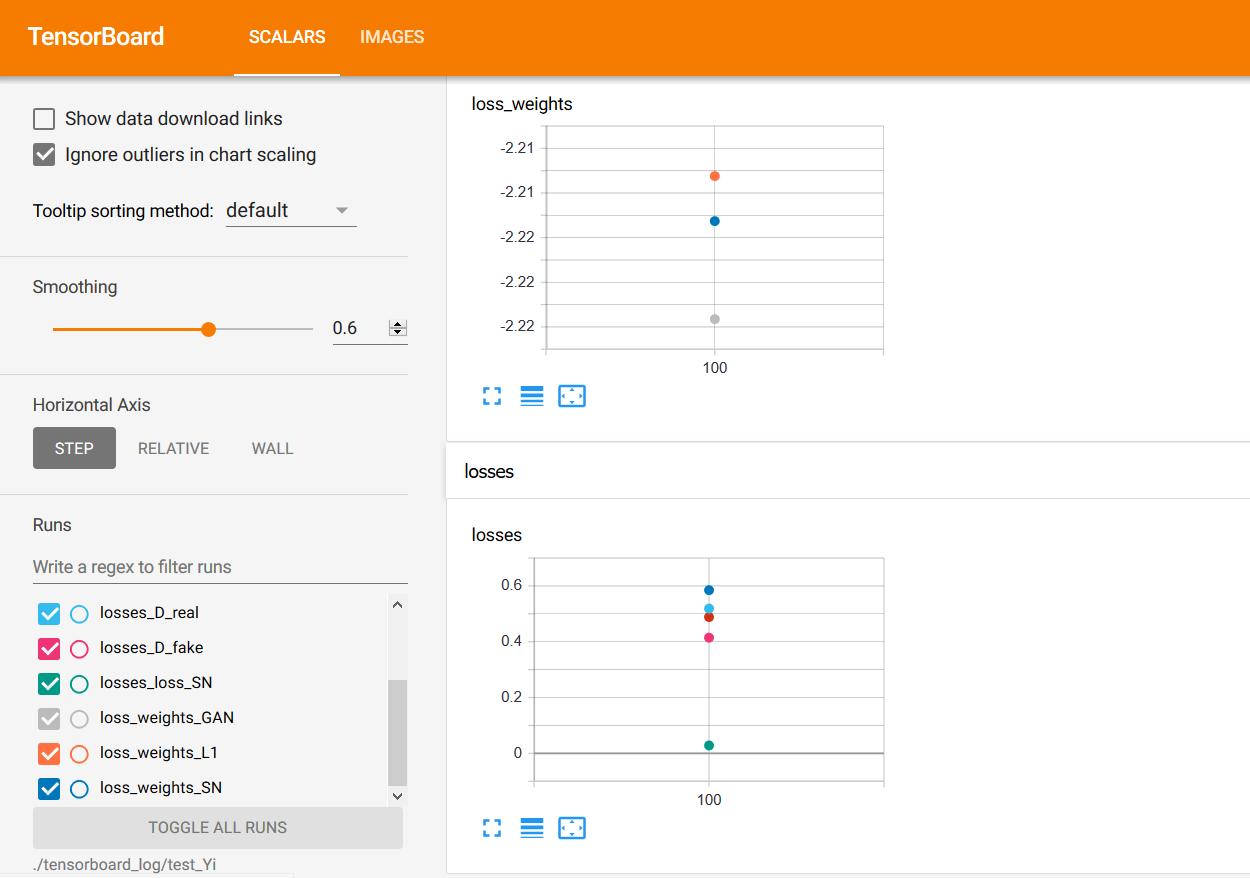 TensorBoard SCALARS IMAGES
Show data download links
Ignore outliers in chart scaling
Tooltip sorting method: default
Smoothing
0.6
Horizontal Axis
STEP RELATIVE WALL
Runs
Write a regex to filter runs
losses_D_real
losses_D_fake
losses_loss_SN
loss_weights_GAN
loss_weights_L1
loss_weights_SN
TOGGLE ALL RUNS
./tensorboard_log/test_Yi
loss_weights
-2.21
-2.21
-2.22
-2.22
-2.22
100
losses
losses
0.6
0.4
0.2
0
100